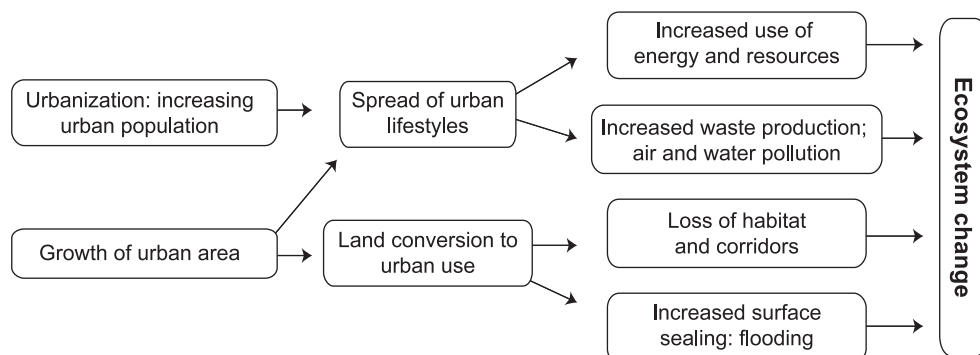 Urbanization: increasing
urban population
Growth of urban area
Spread of urban
lifestyles
Land conversion to
urban use
Increased use of
energy and resources
Increased waste production;
air and water pollution
Loss of habitat
and corridors
Increased surface
sealing: flooding
Ecosystem change